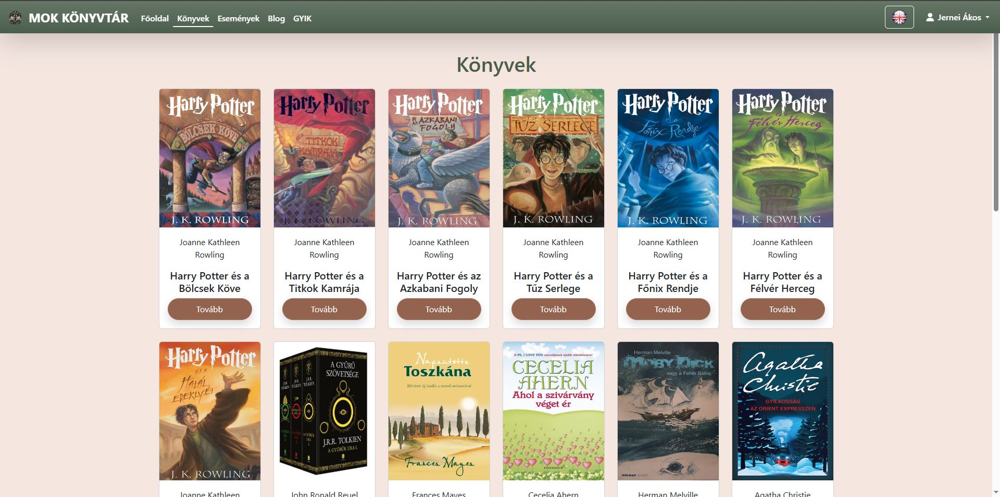 MOK KÖNYVTÁR
Főoldal
Könyvek
Események
Blog
GYIK
Jernei Ákos
Könyvek
Harry Potter
ÉS A
BÖLCSEK KÖVE
J. K. ROWLING
Joanne Kathleen
Rowling
Harry Potter és a
Bölcsek Köve
Tovább
Harry Potter
ÉS A
TITKOK
KAMRÁJA
J. K. ROWLING
Joanne Kathleen
Rowling
Harry Potter és a
Titkok Kamrája
Tovább
Harry Potter
ÉS AZ
AZKABANI
FOGOLY
J. K. ROWLING
Joanne Kathleen
Rowling
Harry Potter és az
Azkabani Fogoly
Tovább
Harry Potter
TŰZ SERLEGE
J. K. ROWLING
Joanne Kathleen
Rowling
Harry Potter és a
Tűz Serlege
Tovább
Harry Potter
és a
Főnix Rendje
J. K. ROWLING
Joanne Kathleen
Rowling
Harry Potter és a
Főnix Rendje
Tovább
Harry Potter
és a
Félvér Herceg
J. K. ROWLING
Joanne Kathleen
Rowling
Harry Potter és a
Félvér Herceg
Tovább
Harry Potter
ÉS A
HALÁL
EREKLYÉI
J. K. ROWLING
Joanne Kathleen
A GYŰRŰ
SZÖVETSÉGE
J.R.R.
TOLKIEN
J.R.R.
TOLKIEN
J.R.R.
TOLKIEN
J.R.R. TOLKIEN
A GYŰRŰK URA I.
John Ronald Reuel
Napsütötte
Toszkána
Bővített új kiadás a szerző utószavával
Frances Mayes
Frances Mayes
A PS, I LOVE YOU szerzőjének újabb sikerkönyve!
CECELIA
AHERN
Ahol a szivárvány
véget ér
ATHENAEUM
Cecelia Ahern
Herman Melville
MOBY DICK
vagy a Fehér Bálna
HOLNAP KIADÓ
Herman Melville
Agatha
Christie
GYILKOSSÁG
AZ ORIENT EXPRESSZEN
Agatha Christie